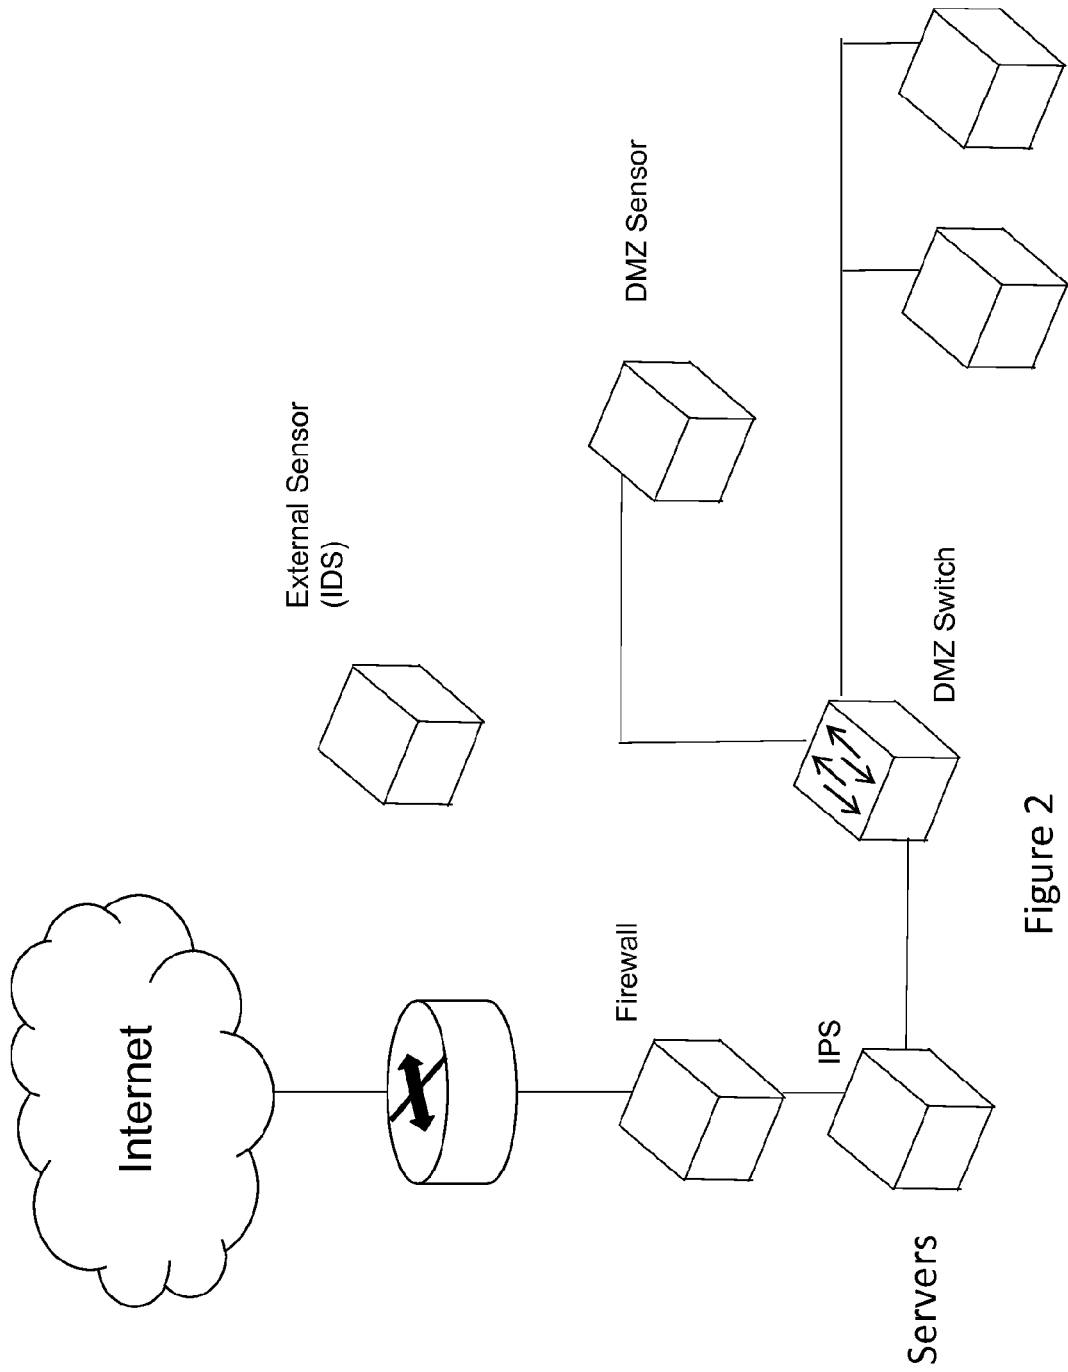 Internet
External Sensor
(IDS)
Firewall
DMZ Sensor
IPS
DMZ Switch
Servers
Figure 2